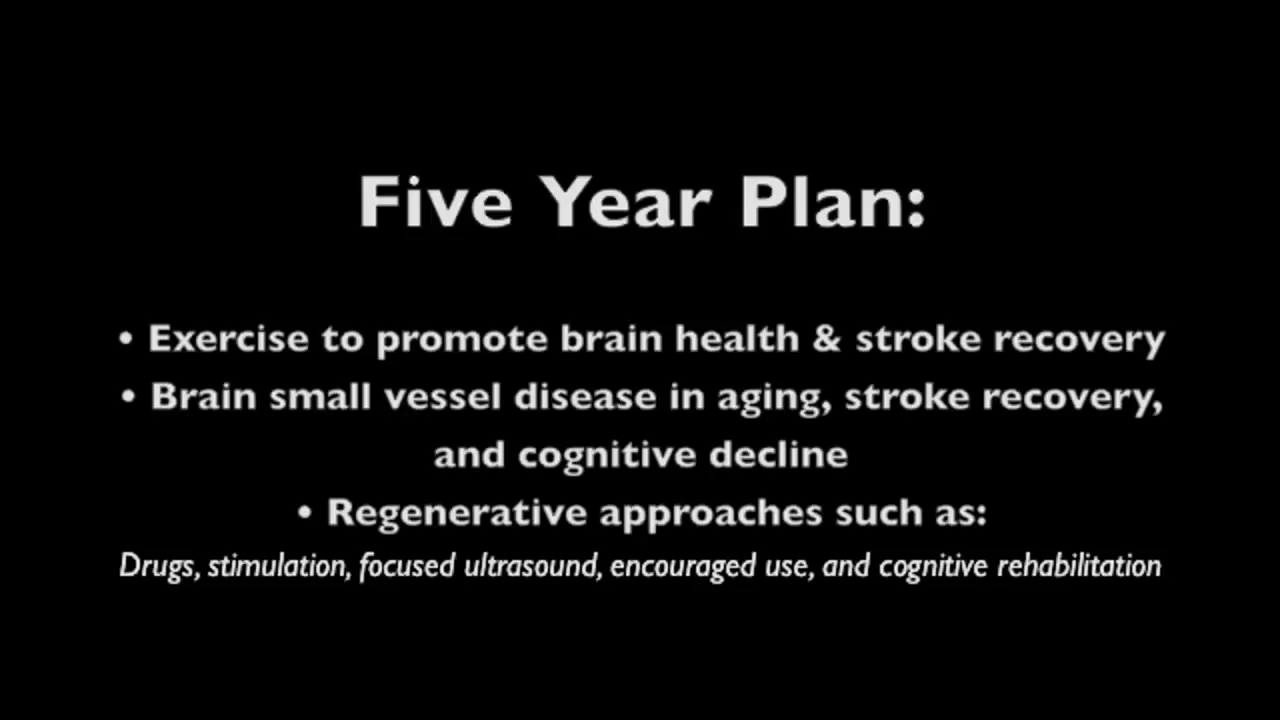 Five Year Plan:
• Exercise to promote brain health & stroke recovery
• Brain small vessel disease in aging, stroke recovery,
and cognitive decline
• Regenerative approaches such as:
Drugs, stimulation, focused ultrasound, encouraged use, and cognitive rehabilitation